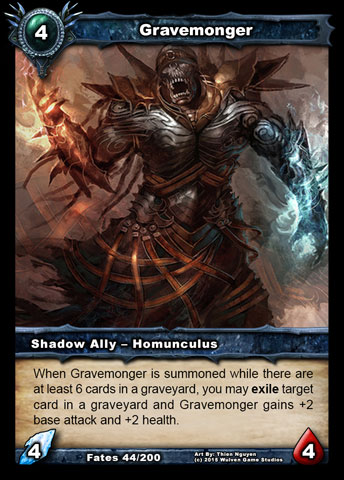 4
Gravemonger
Shadow Ally – Homunculus
When Gravemonger is summoned while there are
at least 6 cards in a graveyard, you may exile target
card in a graveyard and Gravemonger gains +2
base attack and +2 health.
4
Fates 44/200
Art By: Thien Nguyen
(c) 2015 Wulven Game Studios
4